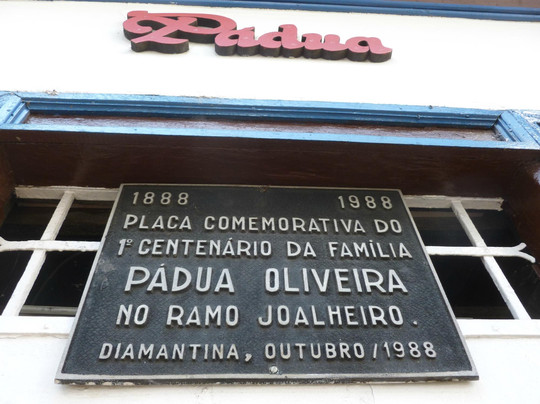 Pádua
1888 1988
PLACA COMEMORATIVA DO
1º CENTENÁRIO DA FAMÍLIA
PÁDUA OLIVEIRA
NO RAMO JOALHEIRO.
DIAMANTINA, OUTUBRO/1988